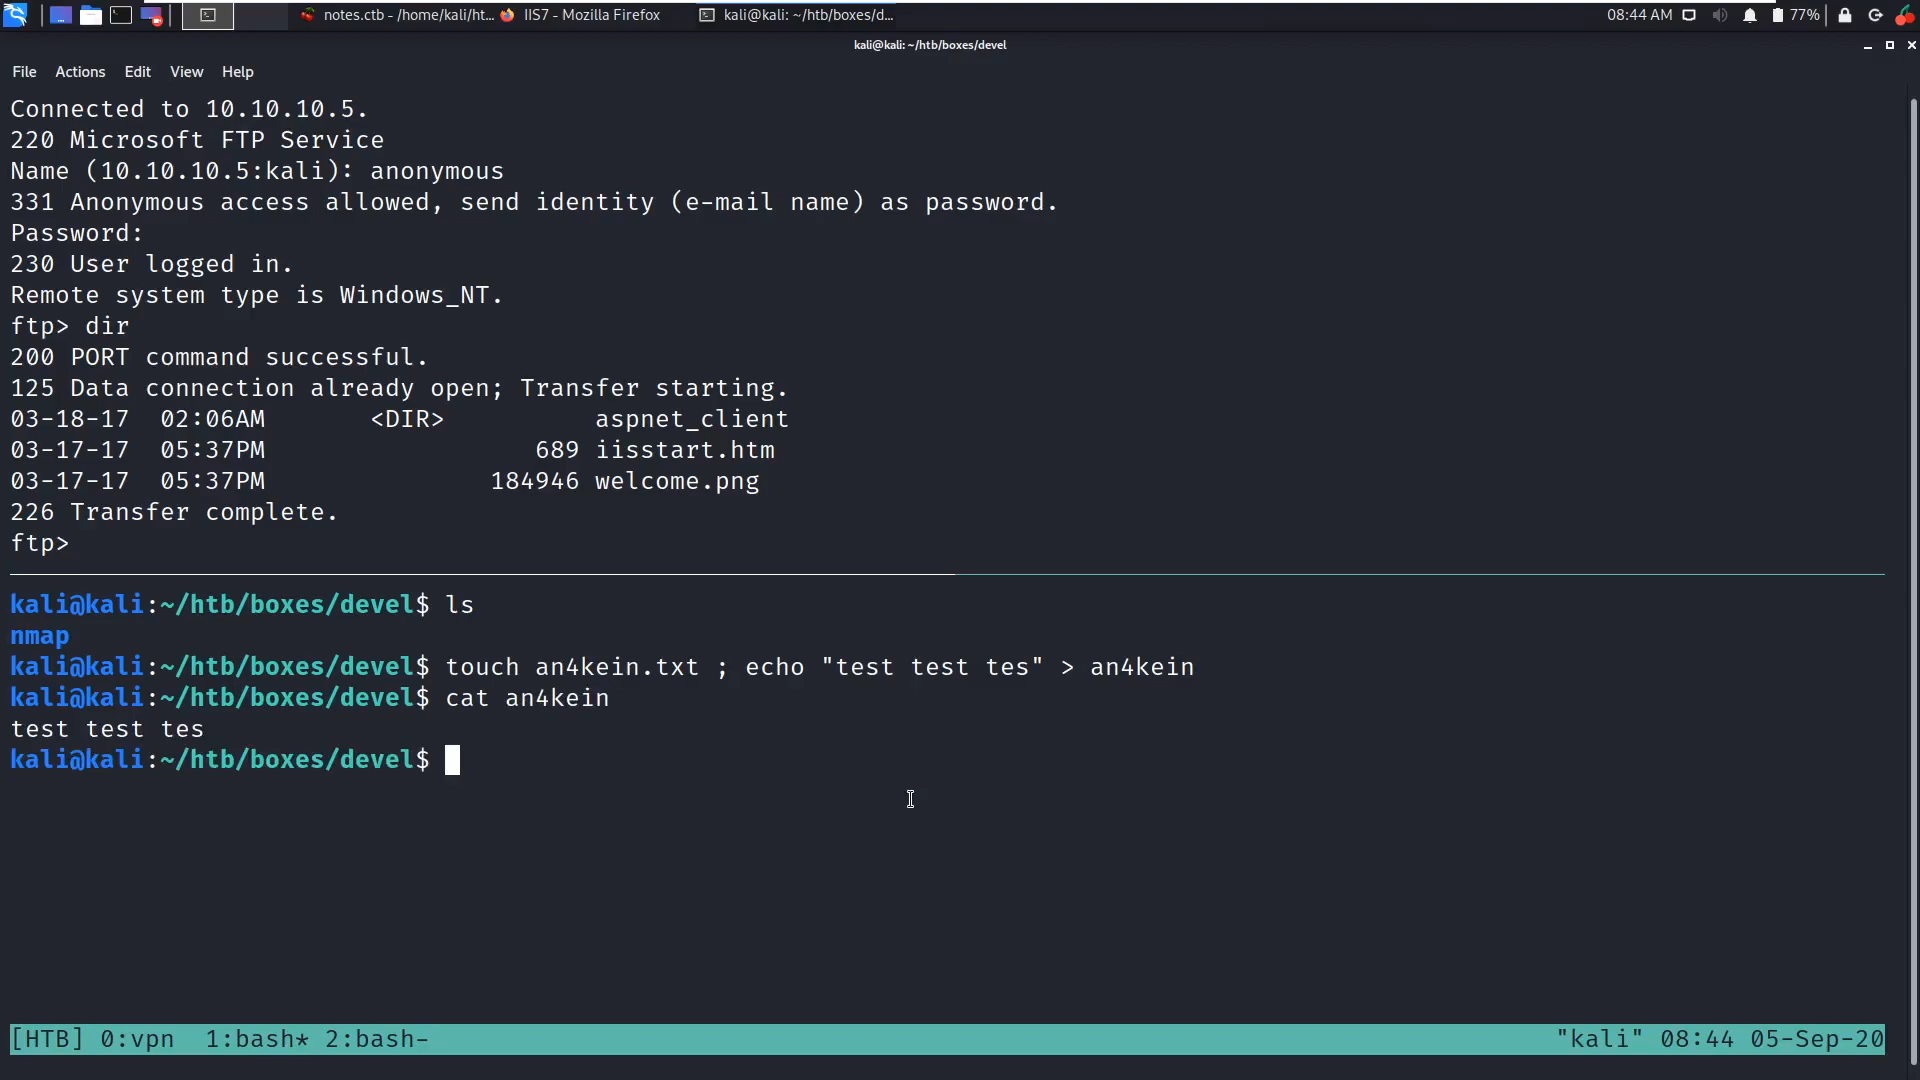 notes.ctb - /home/kali/ht... IIS7 - Mozilla Firefox kali@kali: ~/htb/boxes/d... 08:44 AM 77%
kali@kali: ~/htb/boxes/devel
File Actions Edit View Help
Connected to 10.10.10.5.
220 Microsoft FTP Service
Name (10.10.10.5:kali): anonymous
331 Anonymous access allowed, send identity (e-mail name) as password.
Password:
230 User logged in.
Remote system type is Windows_NT.
ftp> dir
200 PORT command successful.
125 Data connection already open; Transfer starting.
03-18-17  02:06AM       <DIR>          aspnet_client
03-17-17  05:37PM                  689 iisstart.htm
03-17-17  05:37PM               184946 welcome.png
226 Transfer complete.
ftp>
kali@kali:~/htb/boxes/devel$ ls
nmap
kali@kali:~/htb/boxes/devel$ touch an4kein.txt ; echo "test test tes" > an4kein
kali@kali:~/htb/boxes/devel$ cat an4kein
test test tes
kali@kali:~/htb/boxes/devel$
[HTB] 0:vpn  1:bash* 2:bash- "kali" 08:44 05-Sep-20